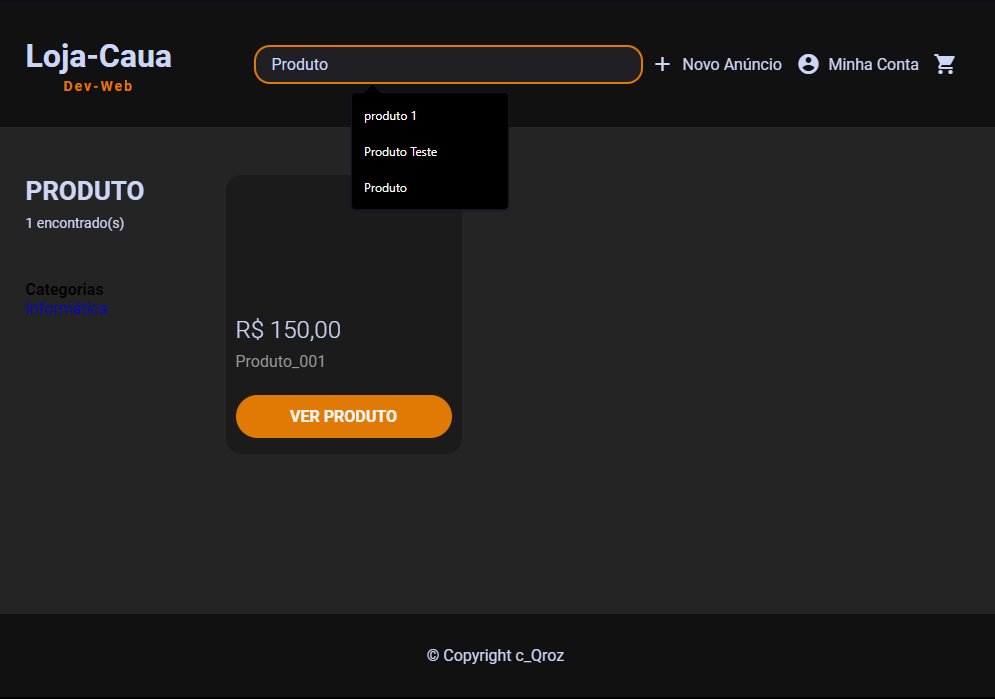 Loja-Caua
Dev-Web
Produto
Novo Anúncio
Minha Conta
produto 1
Produto Teste
Produto
PRODUTO
1 encontrado(s)
Categorias
Informática
R$ 150,00
Produto_001
VER PRODUTO
© Copyright c_Qroz